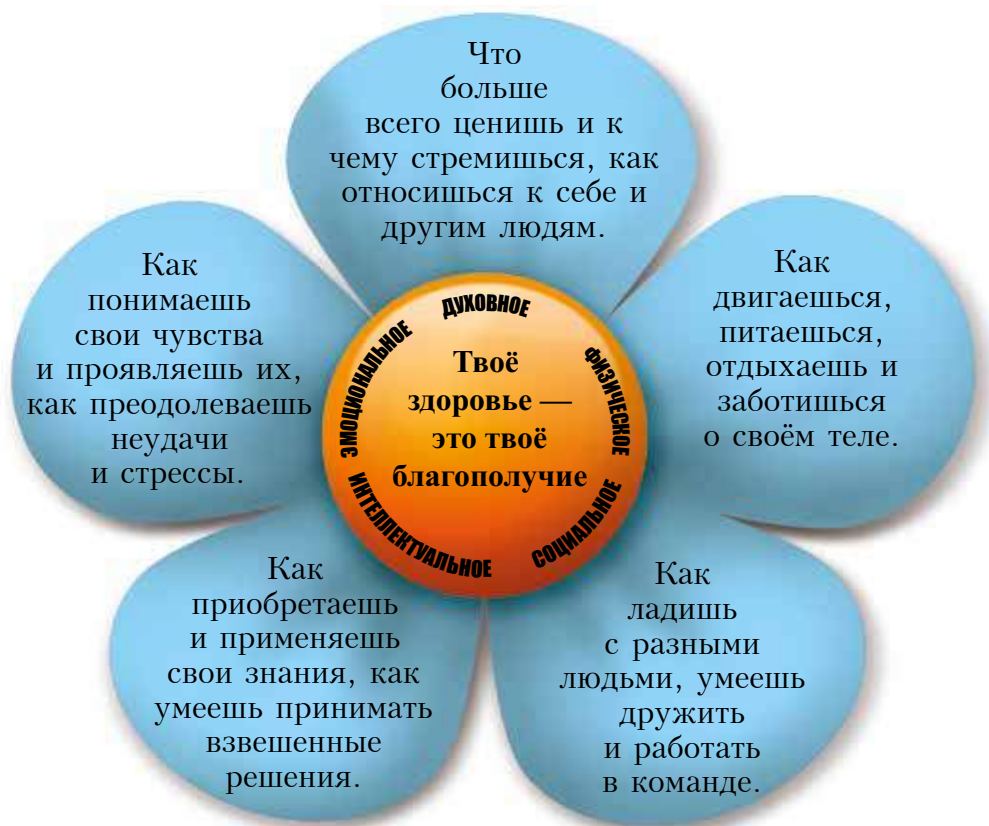 Что
больше
всего ценишь и к
чему стремишься, как
относишься к себе и
другим людям.
Как
понимаешь
свои чувства
и проявляешь их,
как преодолеваешь
неудачи
и стрессы.
Как
двигаешься,
питаешься,
отдыхаешь и
заботишься
о своём теле.
ДУХОВНОЕ
ЭМОЦИОНАЛЬНОЕ
ФИЗИЧЕСКОЕ
Твоё
здоровье —
это твоё
благополучие
ИНТЕЛЛЕКТУАЛЬНОЕ
СОЦИАЛЬНОЕ
Как
приобретаешь
и применяешь
свои знания, как
умеешь принимать
взвешенные
решения.
Как
ладишь
с разными
людьми, умеешь
дружить
и работать
в команде.